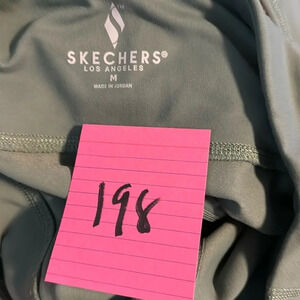 SKECHERS®
LOS ANGELES
M
MADE IN JORDAN
198